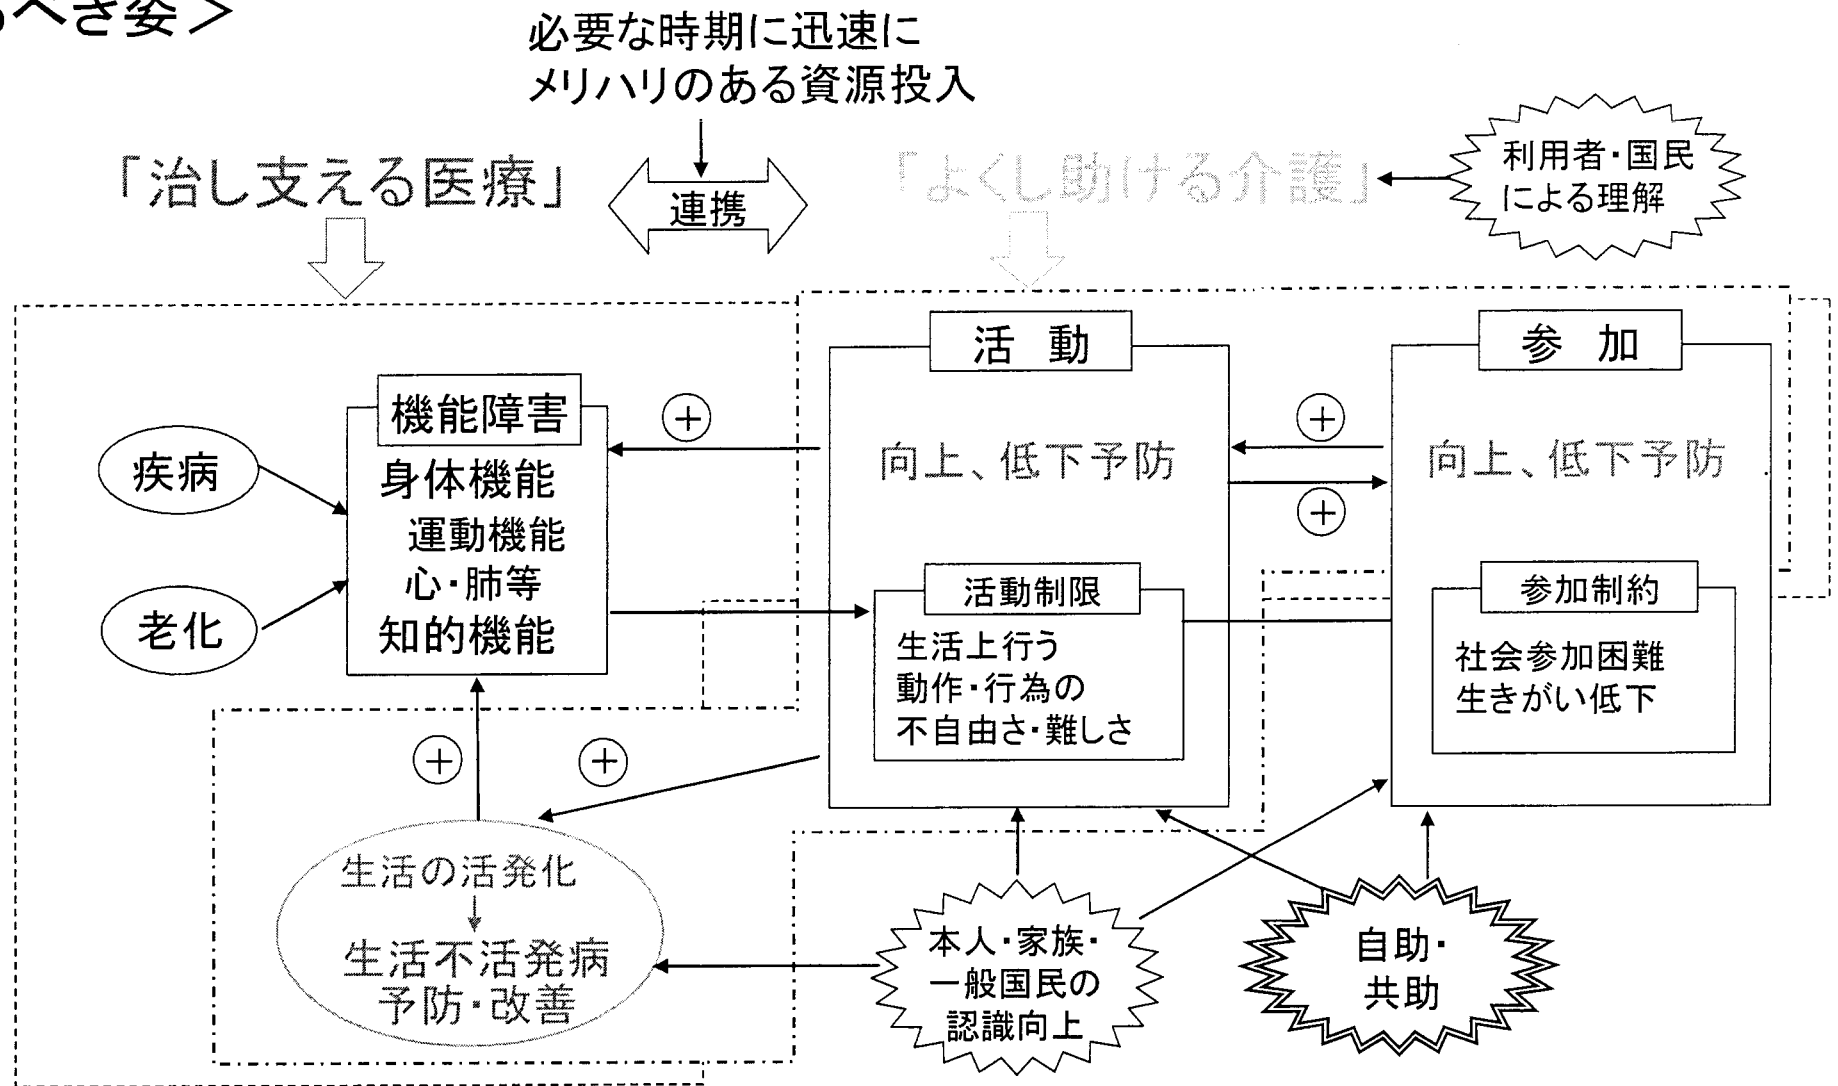 べき姿＞
必要な時期に迅速に
メリハリのある資源投入
「治し支える医療」
連携
「よくし助ける介護」
利用者・国民
による理解
活 動
参 加
機能障害
＋
＋
向上、低下予防
向上、低下予防
疾病
身体機能
運動機能
＋
心・肺等
活動制限
参加制約
老化
知的機能
生活上行う
動作・行為の
不自由さ・難しさ
社会参加困難
生きがい低下
＋
＋
生活の活発化
生活不活発病
予防・改善
本人・家族・
一般国民の
認識向上
自助・
共助